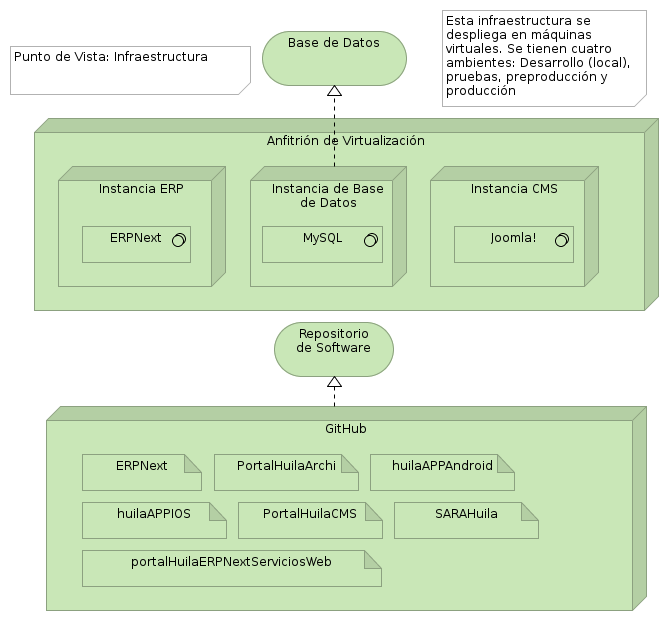 Punto de Vista: Infraestructura
Base de Datos
Esta infraestructura se
despliega en máquinas
virtuales. Se tienen cuatro
ambientes: Desarrollo (local),
pruebas, preproducción y
producción
Anfitrión de Virtualización
Instancia ERP
ERPNext
Instancia de Base
de Datos
MySQL
Instancia CMS
Joomla!
Repositorio
de Software
GitHub
ERPNext
PortalHuilaArchi
huilaAPPAndroid
huilaAPPIOS
PortalHuilaCMS
SARAHuila
portalHuilaERPNextServiciosWeb